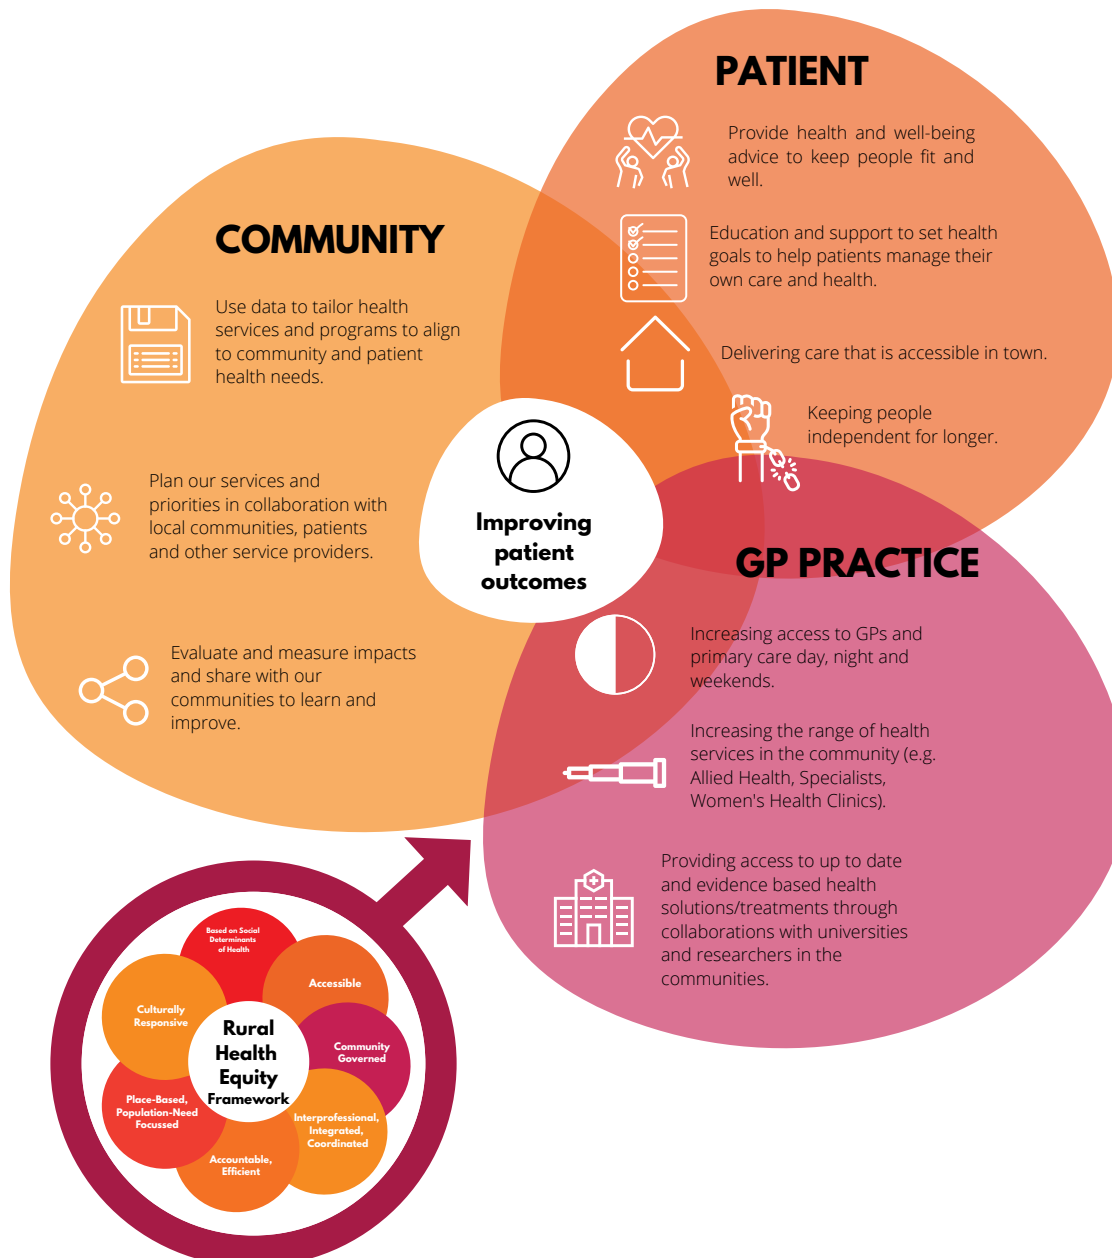 PATIENT
Provide health and well-being
advice to keep people fit and
well.
Education and support to set health
goals to help patients manage their
own care and health.
Delivering care that is accessible in town.
Keeping people
independent for longer.
COMMUNITY
Use data to tailor health
services and programs to align
to community and patient
health needs.
Plan our services and
priorities in collaboration with
local communities, patients
and other service providers.
Evaluate and measure impacts
and share with our
communities to learn and
improve.
Improving
patient
outcomes
GP PRACTICE
Increasing access to GPs and
primary care day, night and
weekends.
Increasing the range of health
services in the community (e.g.
Allied Health, Specialists,
Women's Health Clinics).
Providing access to up to date
and evidence based health
solutions/treatments through
collaborations with universities
and researchers in the
communities.
Based on Social
Determinants
of Health
Accessible
Community
Governed
Interprofessional,
Integrated,
Coordinated
Accountable,
Efficient
Place-Based,
Population-Need
Focussed
Culturally
Responsive
Rural
Health
Equity
Framework